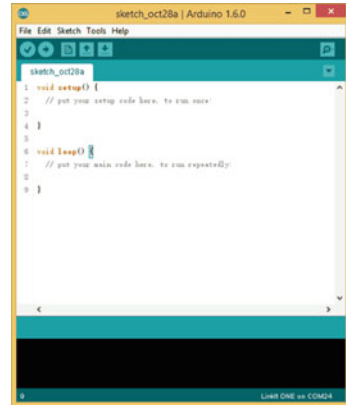 sketch_oct28a | Arduino 1.6.0
File Edit Sketch Tools Help
sketch_oct28a
1 void setup() {
2 // put your setup code here, to run once:
3
4 }
5
6 void loop() {
7 // put your main code here, to run repeatedly:
8
9 }
9 LinkIt ONE on COM24